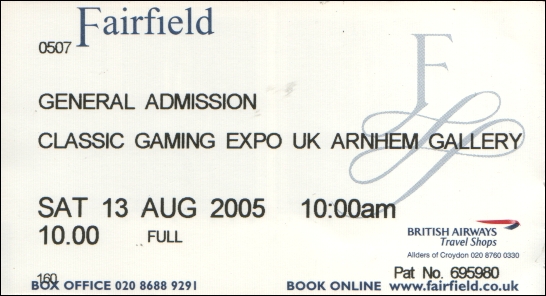 Fairfield
0507
F
GENERAL ADMISSION
CLASSIC GAMING EXPO UK ARNHEM GALLERY
SAT 13 AUG 2005 10:00am
10.00 FULL
BRITISH AIRWAYS
Travel Shops
Allders of Croydon 020 8760 0330
160
Pat No. 695980
BOX OFFICE 020 8688 9291 BOOK ONLINE www.fairfield.co.uk